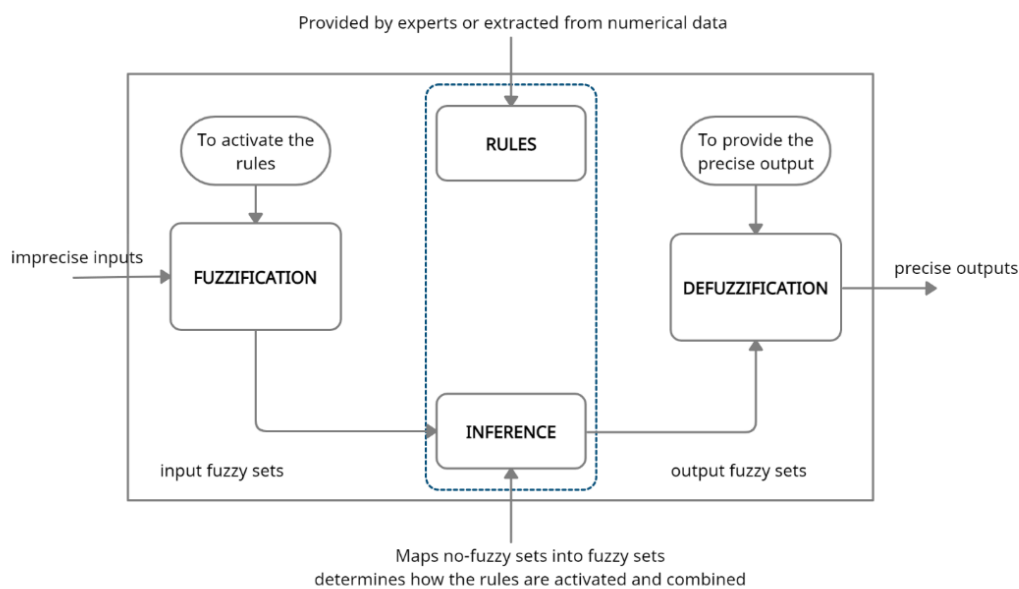 Provided by experts or extracted from numerical data
To activate the
rules
RULES
To provide the
precise output
imprecise inputs
FUZZIFICATION
DEFUZZIFICATION
precise outputs
INFERENCE
input fuzzy sets
output fuzzy sets
Maps no-fuzzy sets into fuzzy sets
determines how the rules are activated and combined